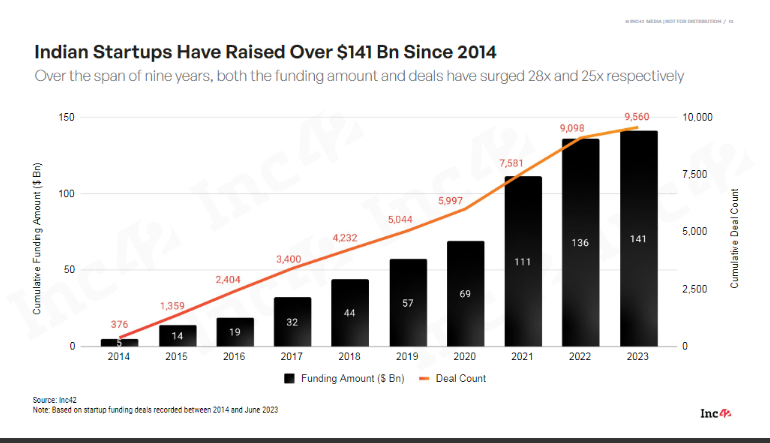 © INC42 MEDIA | NOT FOR DISTRIBUTION /
Indian Startups Have Raised Over $141 Bn Since 2014
Over the span of nine years, both the funding amount and deals have surged 28x and 25x respectively
Cumulative Funding Amount ($ Bn)
150
100
50
0
10,000
7,500
5,000
2,500
0
Cumulative Deal Count
376
1,359
2,404
3,400
4,232
5,044
5,997
7,581
9,098
9,560
5
14
19
32
44
57
69
111
136
141
2014 2015 2016 2017 2018 2019 2020 2021 2022 2023
Funding Amount ($ Bn) Deal Count
Source: Inc42
Note: Based on startup funding deals recorded between 2014 and June 2023
Inc42